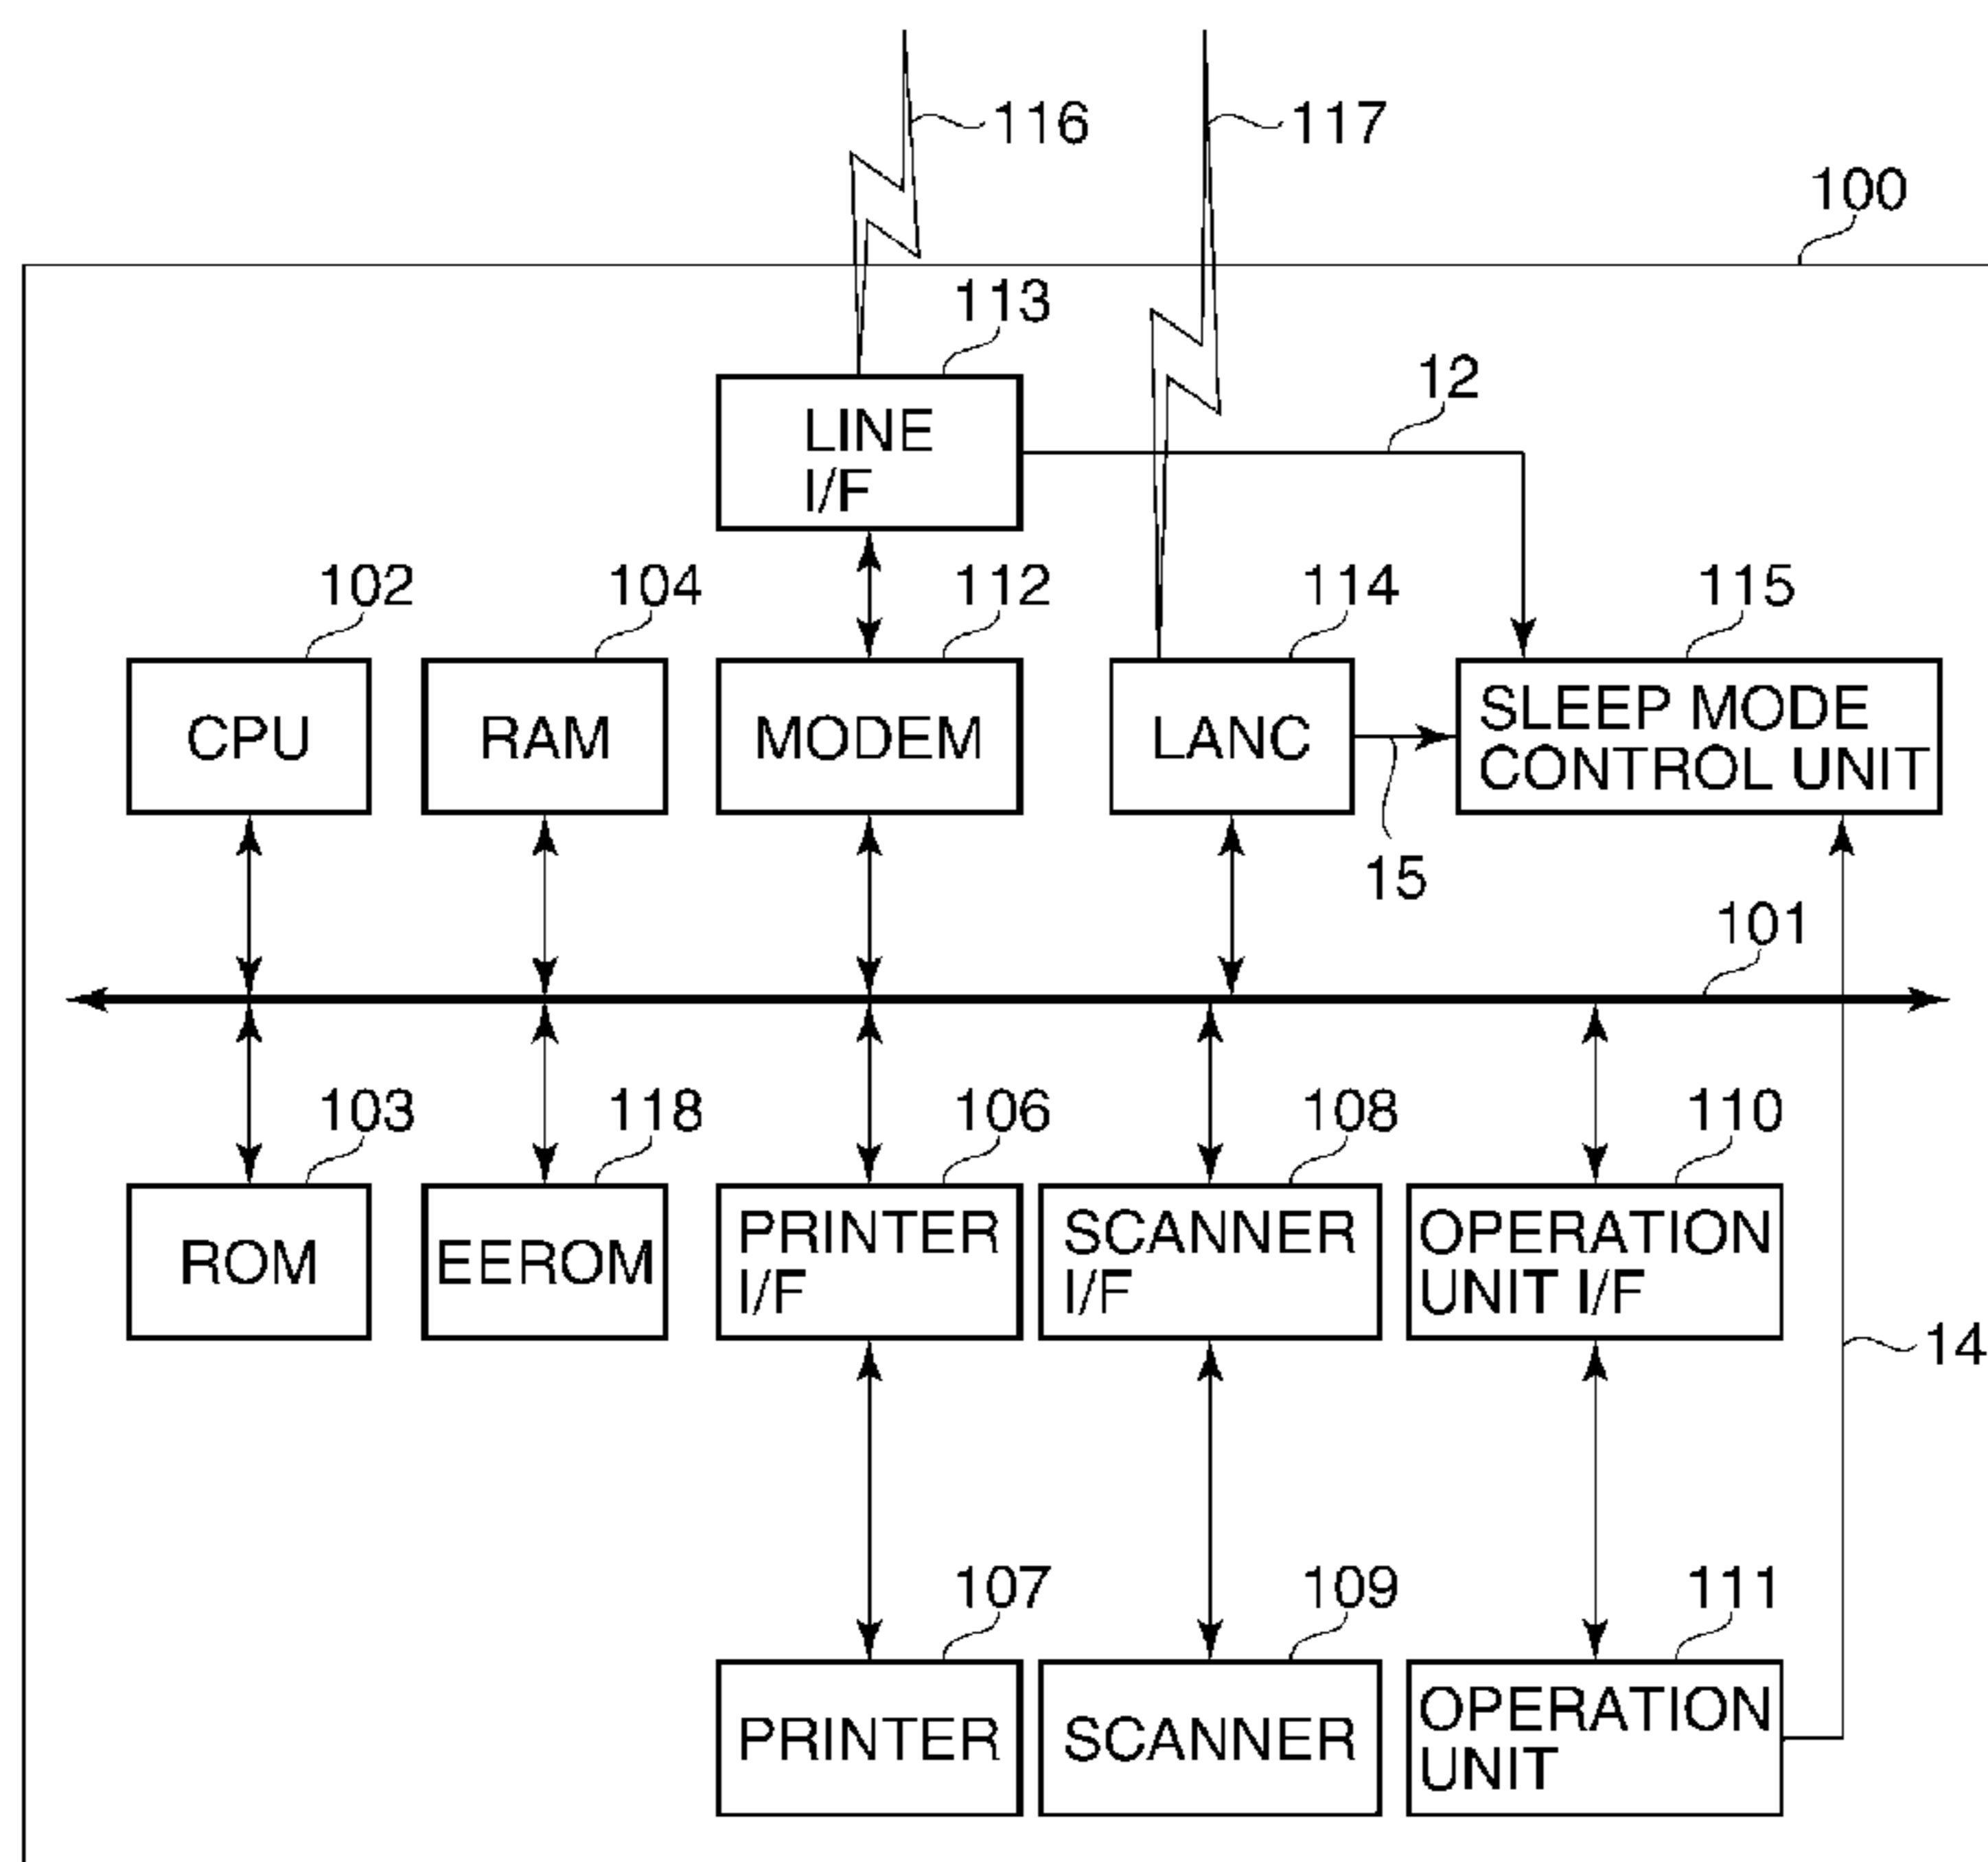 116
117
100
113
12
LINE
I/F
102
104
112
114
115
CPU
RAM
MODEM
LANC
SLEEP MODE
CONTROL UNIT
15
101
103
118
106
108
110
ROM
EEROM
PRINTER
I/F
SCANNER
I/F
OPERATION
UNIT I/F
14
107
109
111
PRINTER
SCANNER
OPERATION
UNIT